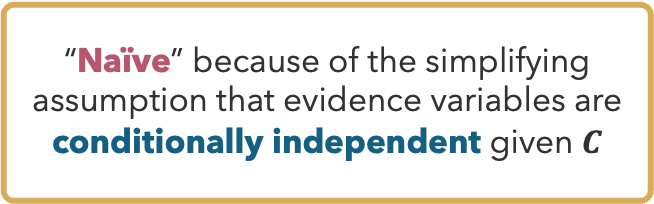 “Naïve” because of the simplifying
assumption that evidence variables are
conditionally independent given C